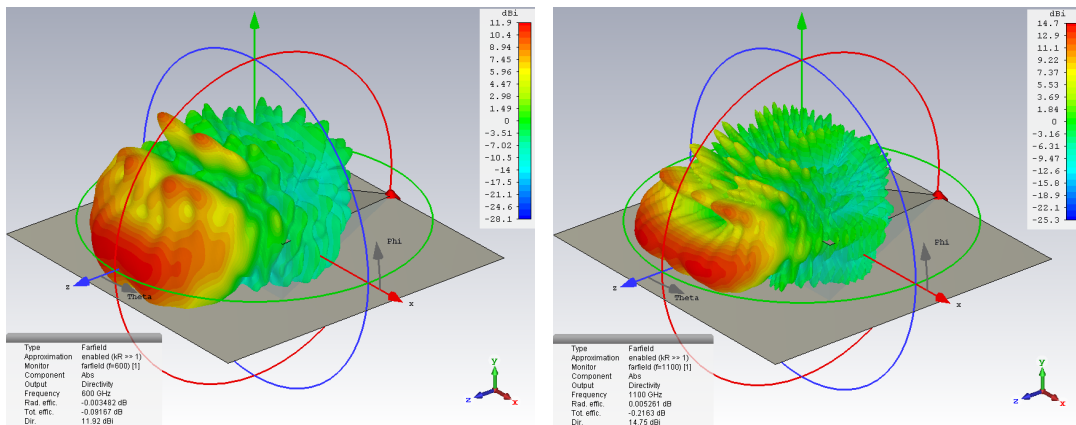 dBi
11.9
10.4
8.94
7.45
5.96
4.47
2.98
1.49
0
-3.51
-7.02
-10.5
-14
-17.5
-21.1
-24.6
-28.1
Phi
z
Theta
x
Type Farfield
Approximation enabled (kR >> 1)
Monitor farfield (f=600) [1]
Component Abs
Output Directivity
Frequency 600 GHz
Rad. effic. -0.003482 dB
Tot. effic. -0.09167 dB
Dir. 11.92 dBi
y
z
x
dBi
14.7
12.9
11.1
9.22
7.37
5.53
3.69
1.84
0
-3.16
-6.31
-9.47
-12.6
-15.8
-18.9
-22.1
-25.3
Phi
z
Theta
x
Type Farfield
Approximation enabled (kR >> 1)
Monitor farfield (f=1100) [1]
Component Abs
Output Directivity
Frequency 1100 GHz
Rad. effic. 0.005261 dB
Tot. effic. -0.2163 dB
Dir. 14.75 dBi
y
z
x